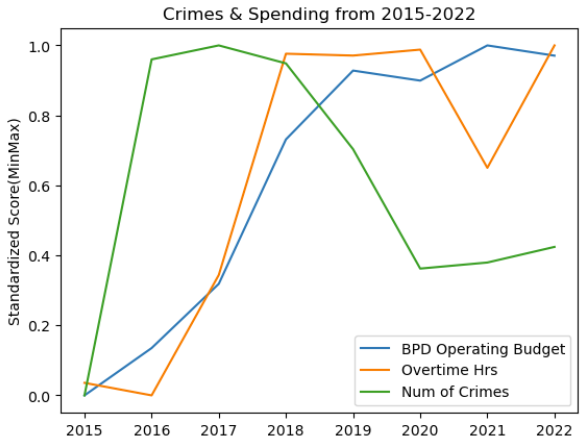 Crimes & Spending from 2015-2022
Standardized Score(MinMax)
1.0
0.8
0.6
0.4
0.2
0.0
BPD Operating Budget
Overtime Hrs
Num of Crimes
2015 2016 2017 2018 2019 2020 2021 2022